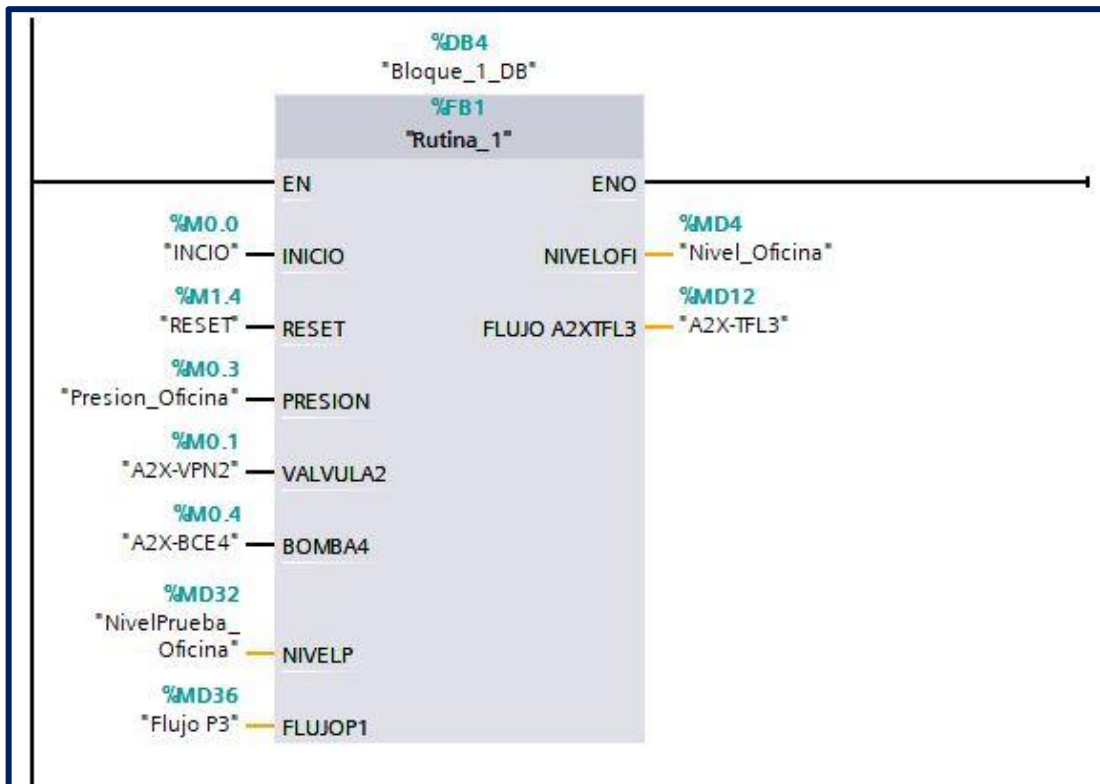 %DB4
"Bloque_1_DB"
%FB1
"Rutina_1"
EN ENO
%M0.0 %MD4
"INCIO" INICIO NIVELOFI "Nivel_Oficina"
%M1.4 %MD12
"RESET" RESET FLUJO A2XTFL3 "A2X-TFL3"
%M0.3
"Presion_Oficina" PRESION
%M0.1
"A2X-VPN2" VALVULA2
%M0.4
"A2X-BCE4" BOMBA4
%MD32
"NivelPrueba_
Oficina" NIVELP
%MD36
"Flujo P3" FLUJOP1